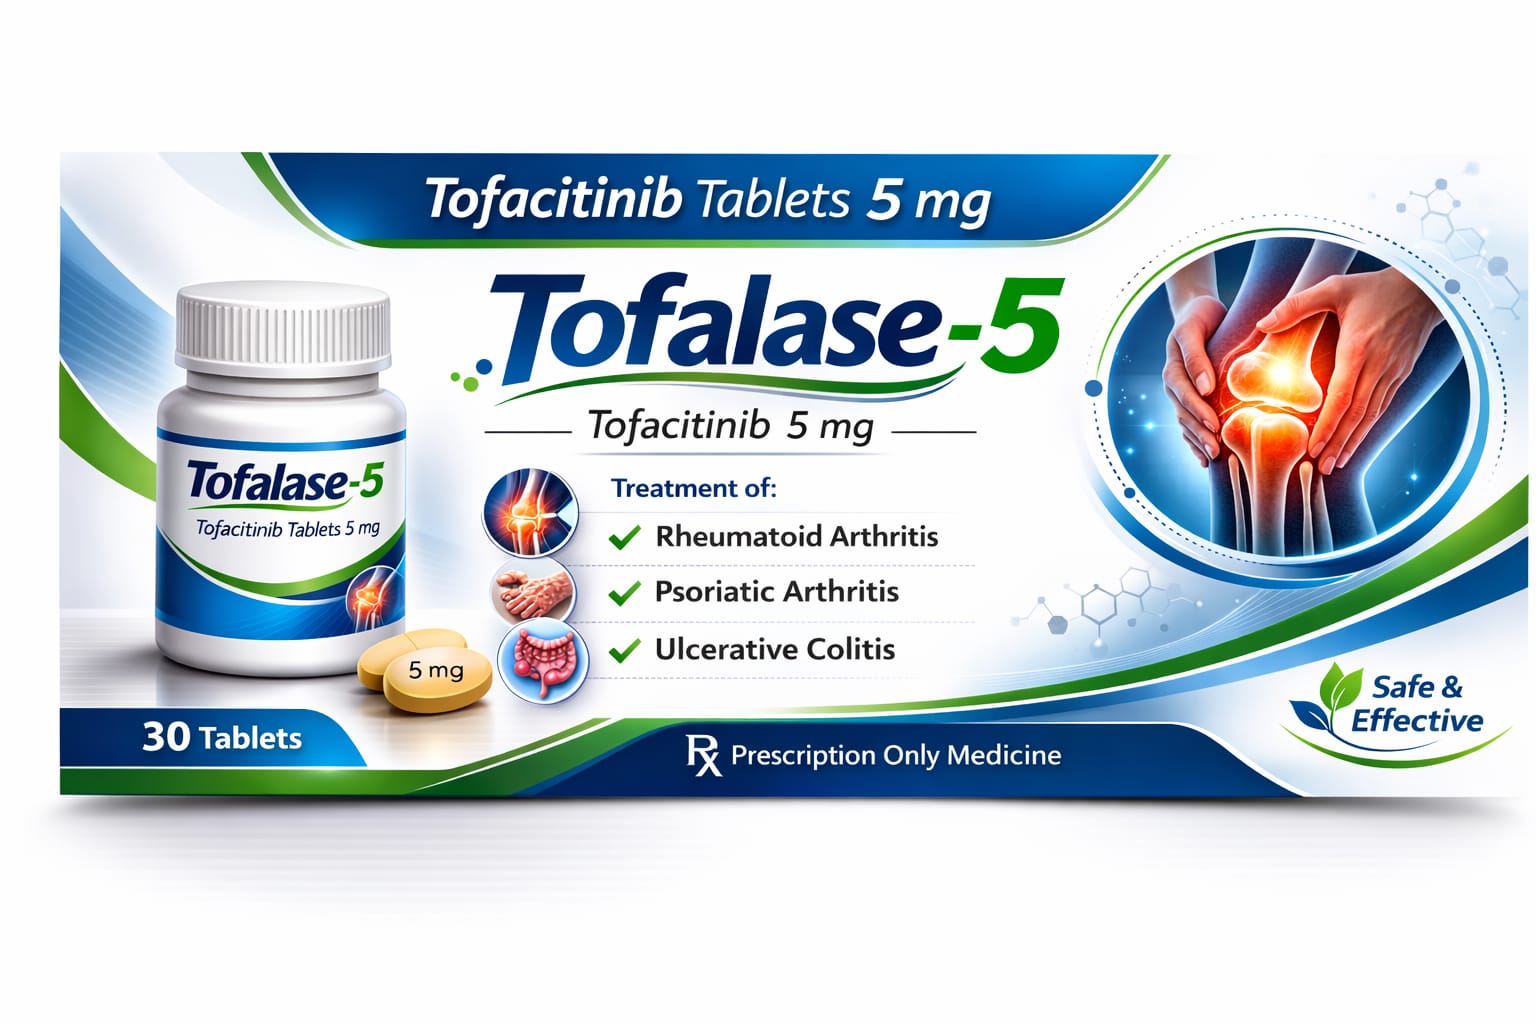 Tofacitinib Tablets 5 mg
Tofalase-5
Tofacitinib 5 mg
Treatment of:
✓ Rheumatoid Arthritis
✓ Psoriatic Arthritis
✓ Ulcerative Colitis
Tofalase-5
Tofacitinib Tablets 5 mg
5 mg
30 Tablets
Rx Prescription Only Medicine
Safe &
Effective